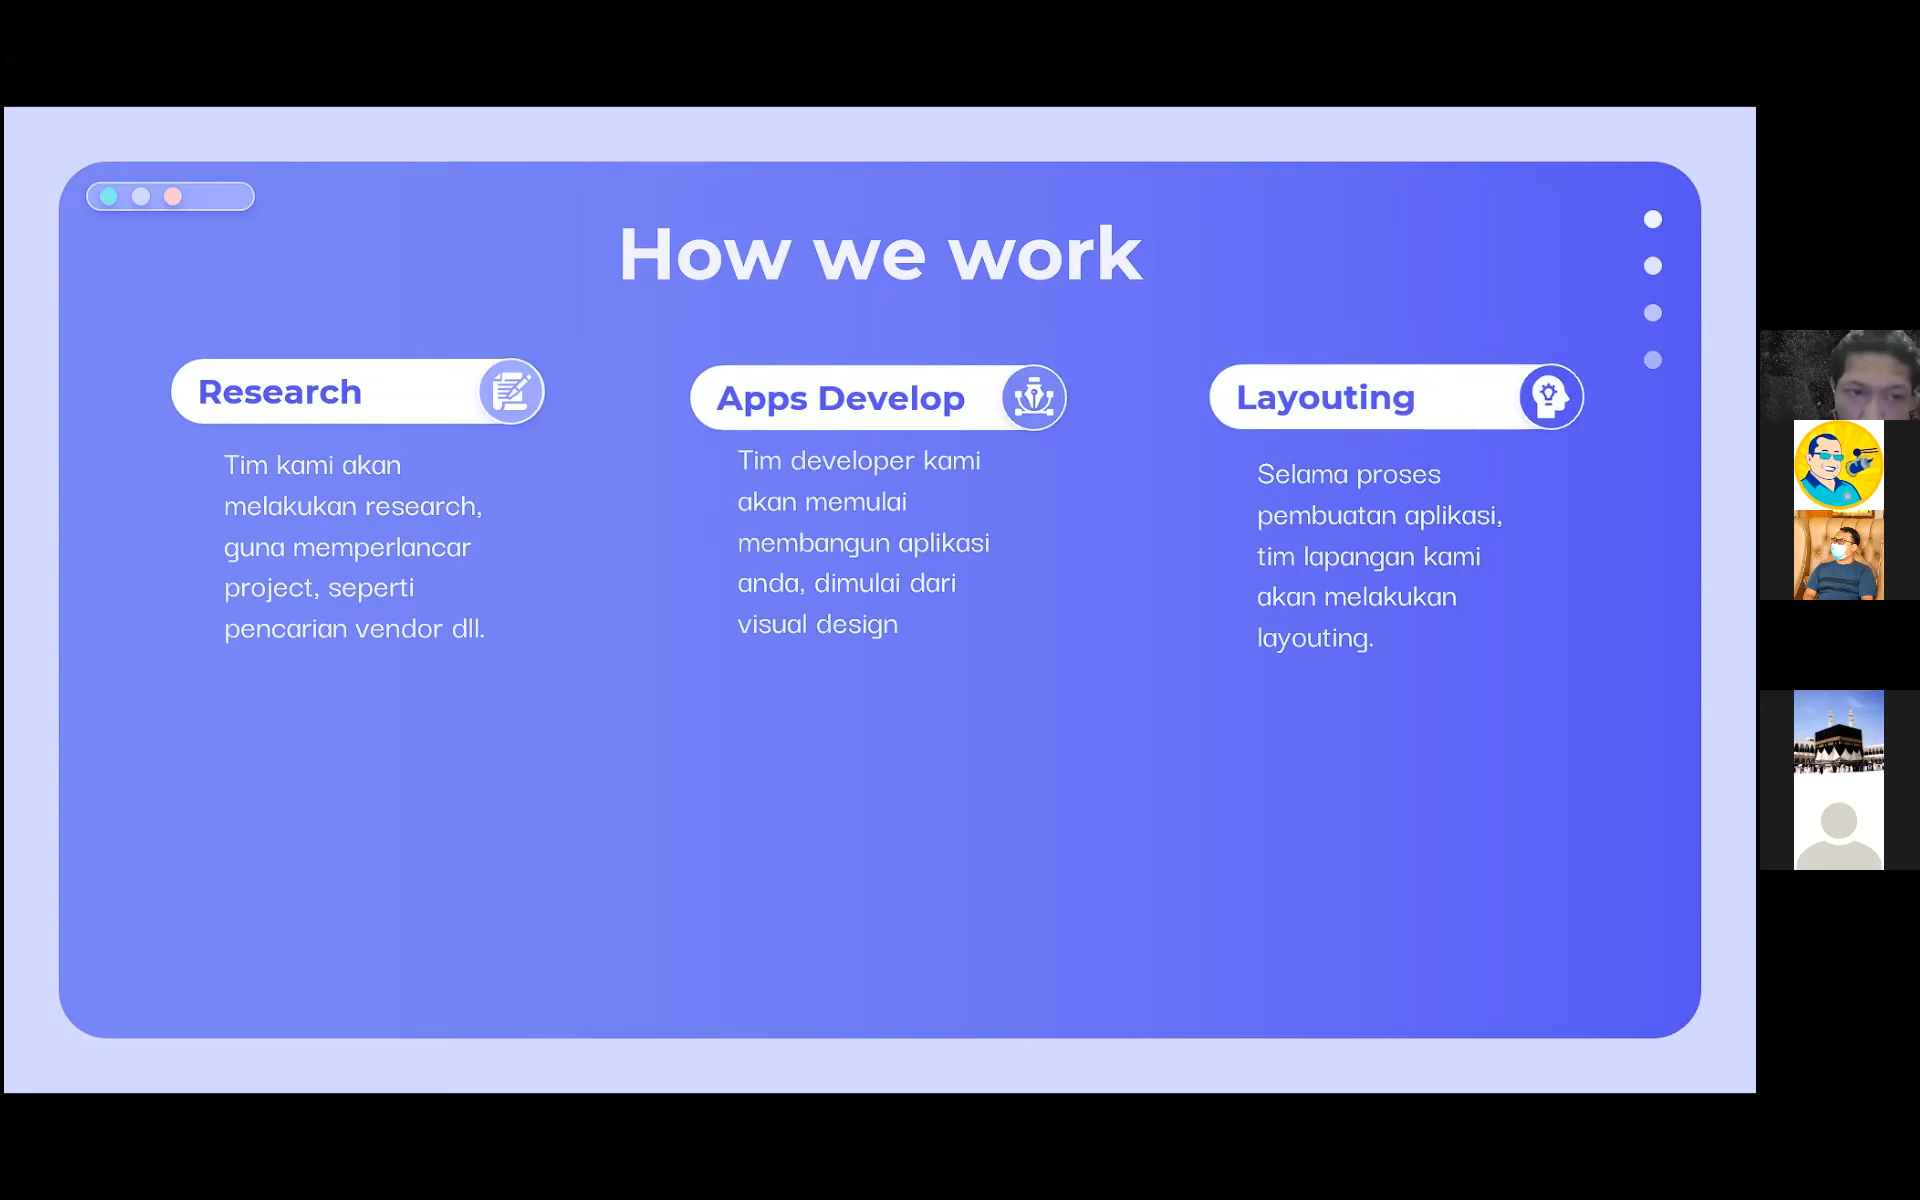 How we work
Research
Tim kami akan
melakukan research,
guna memperlancar
project, seperti
pencarian vendor dll.
Apps Develop
Tim developer kami
akan memulai
membangun aplikasi
anda, dimulai dari
visual design
Layouting
Selama proses
pembuatan aplikasi,
tim lapangan kami
akan melakukan
layouting.